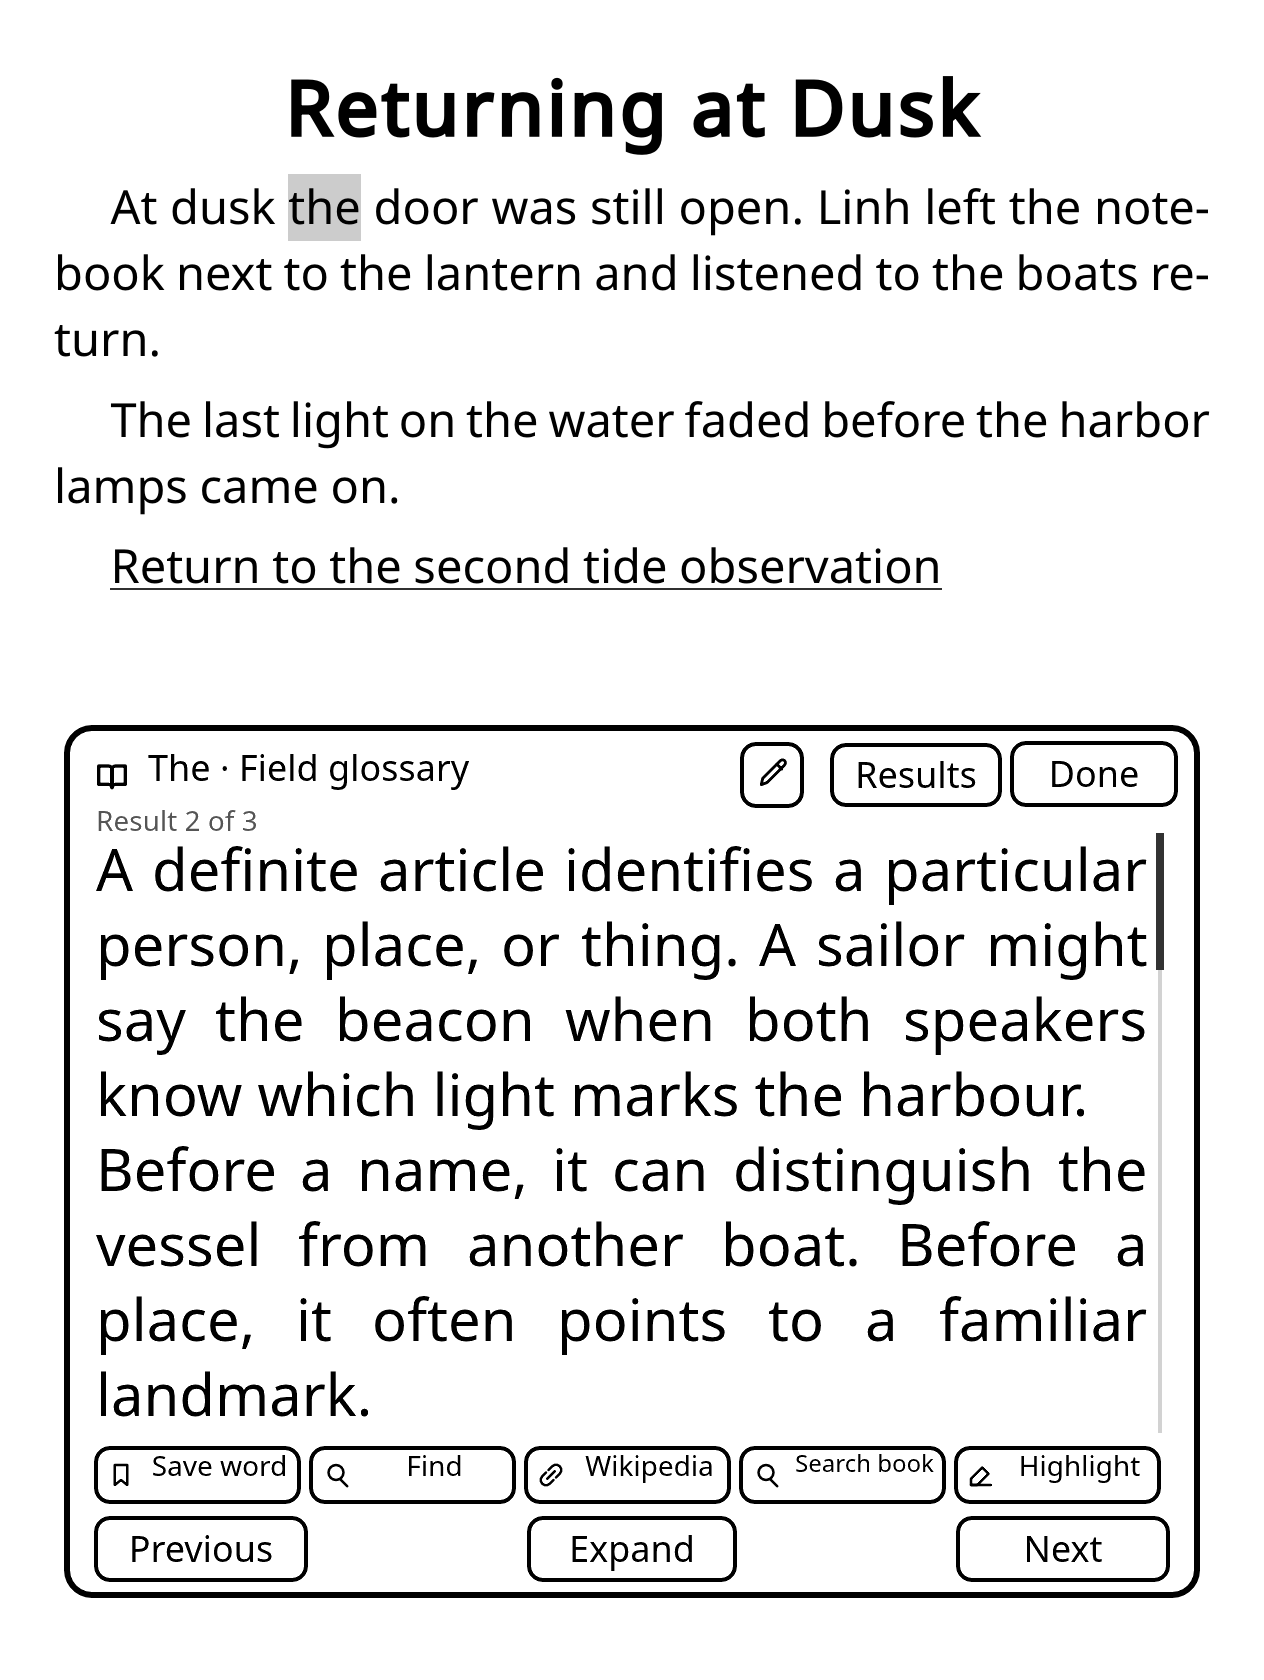 Returning at Dusk
At dusk the door was still open. Linh left the note-
book next to the lantern and listened to the boats re-
turn.
The last light on the water faded before the harbor
lamps came on.
Return to the second tide observation
The · Field glossary
Results
Done
Result 2 of 3
A definite article identifies a particular
person, place, or thing. A sailor might
say the beacon when both speakers
know which light marks the harbour.
Before a name, it can distinguish the
vessel from another boat. Before a
place, it often points to a familiar
landmark.
Save word
Find
Wikipedia
Search book
Highlight
Previous
Expand
Next